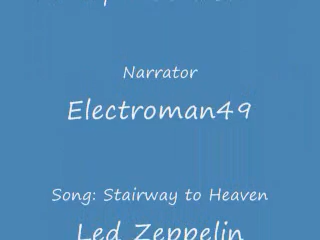 Narrator
Electroman49
Song: Stairway to Heaven
Led Zeppelin